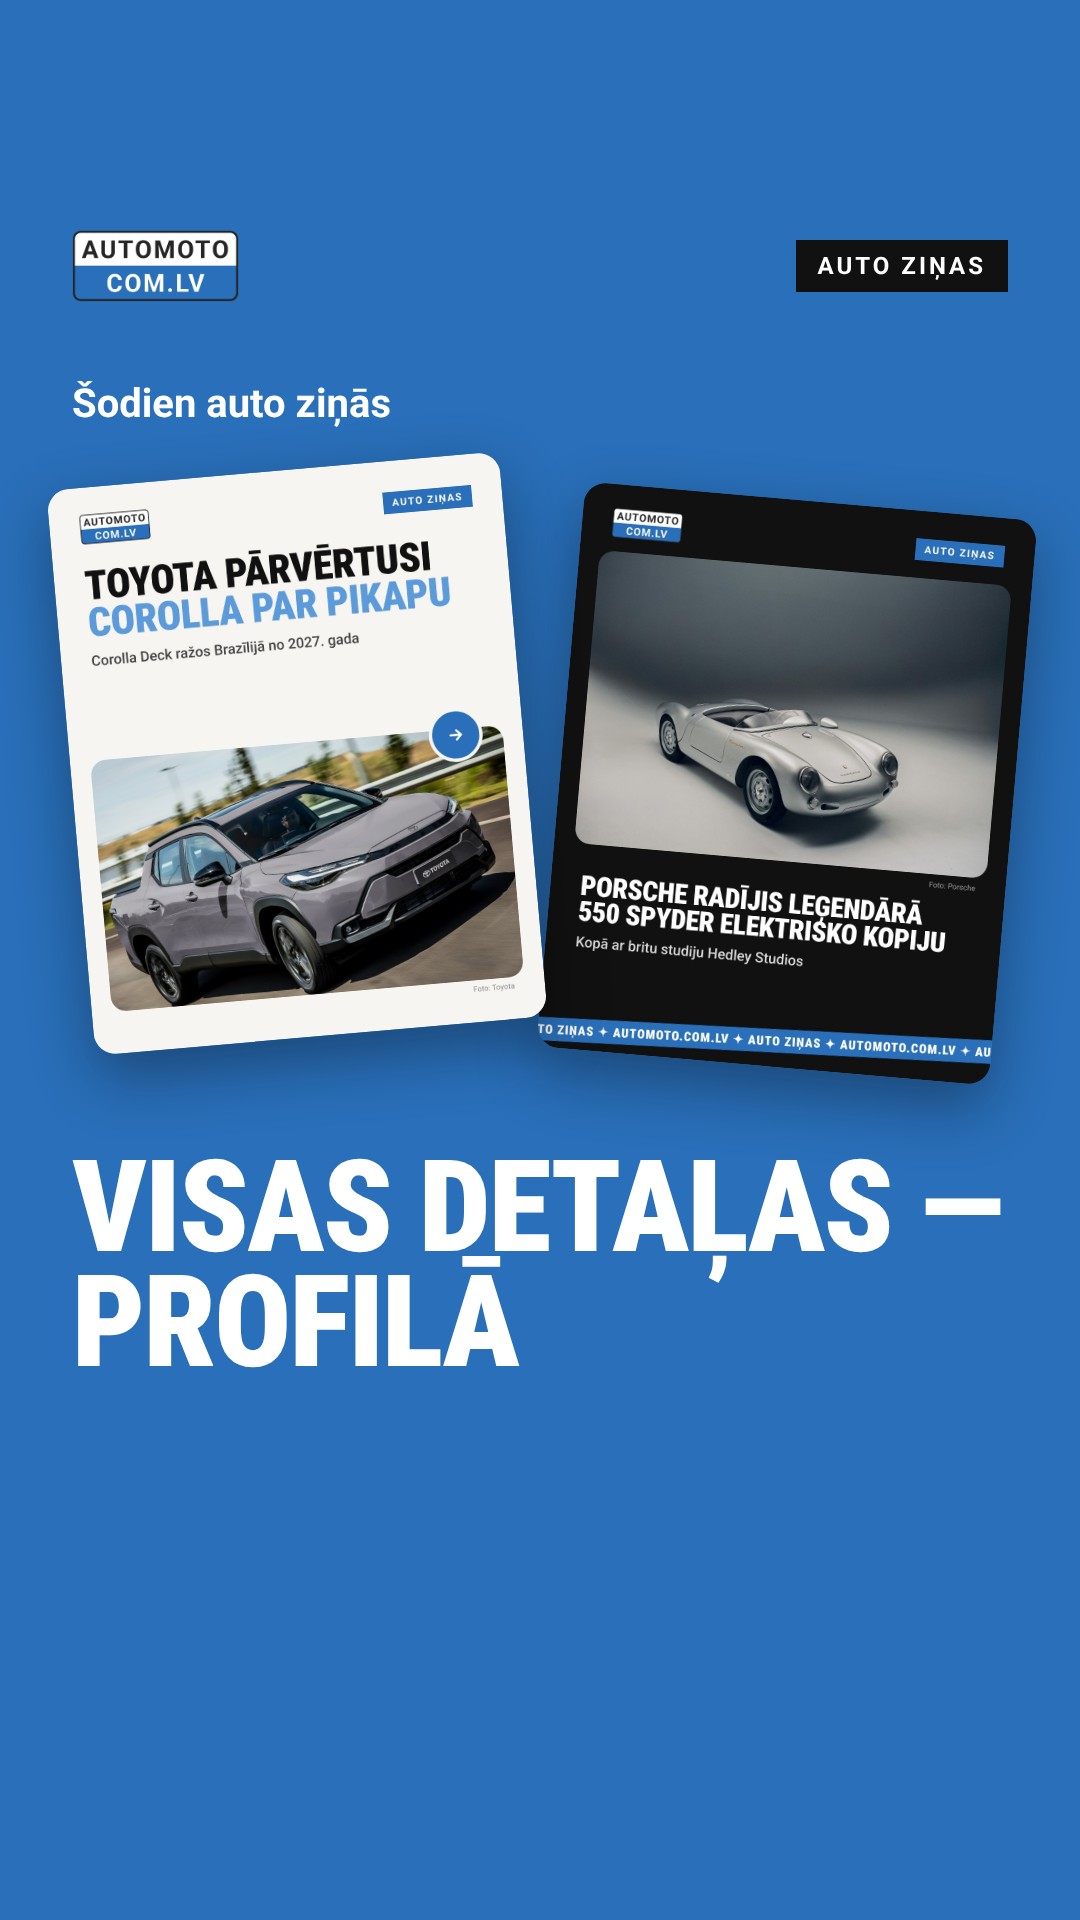 AUTOMOTO
COM.LV
AUTO ZIŅAS
Šodien auto ziņās
AUTOMOTO
COM.LV
AUTO ZIŅAS
TOYOTA PĀRVĒRTUSI
COROLLA PAR PIKAPU
Corolla Deck ražos Brazīlijā no 2027. gada
TOYOTA
Foto: Toyota
AUTOMOTO
COM.LV
AUTO ZIŅAS
Foto: Porsche
PORSCHE RADĪJIS LEĢENDĀRĀ
550 SPYDER ELEKTRISKO KOPIJU
Kopā ar britu studiju Hedley Studios
TO ZIŅAS ✦ AUTOMOTO.COM.LV ✦ AUTO ZIŅAS ✦ AUTOMOTO.COM.LV ✦ AU
VISAS DETAĻAS —
PROFILĀ